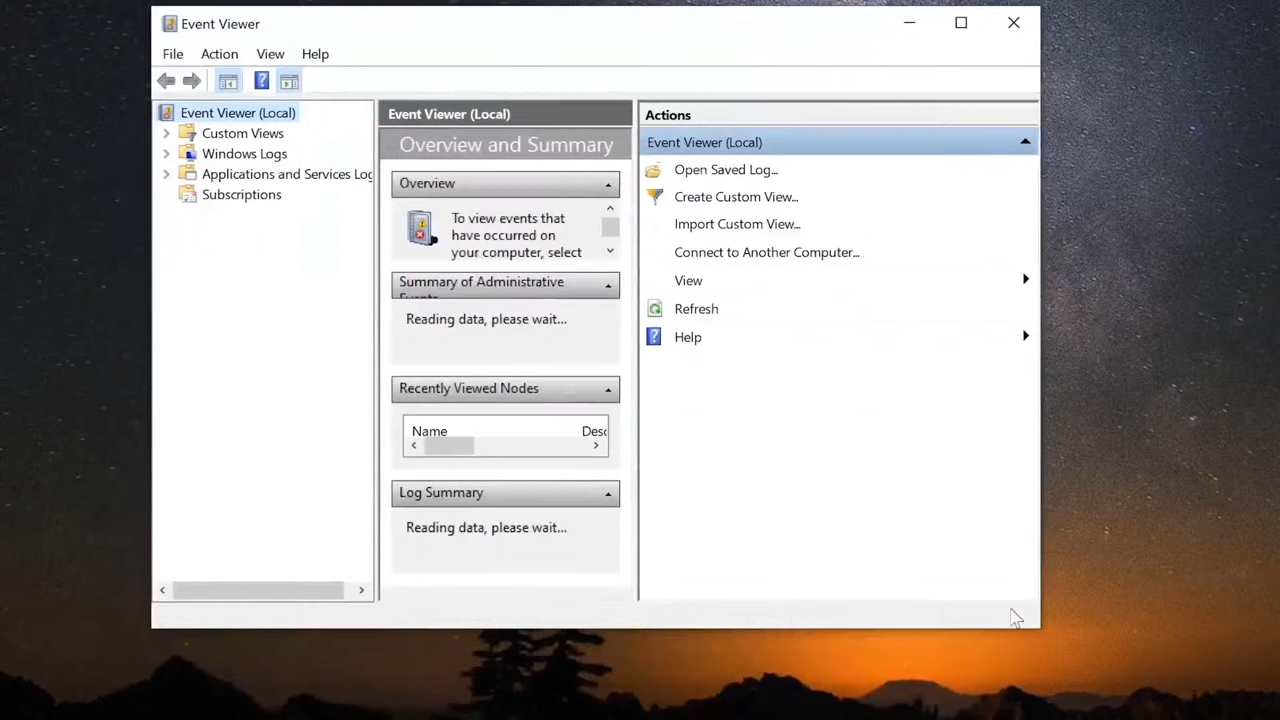 Event Viewer
File Action View Help
Event Viewer (Local)
Custom Views
Windows Logs
Applications and Services Log
Subscriptions
Event Viewer (Local)
Overview and Summary
Overview
To view events that
have occurred on
your computer, select
Summary of Administrative
Events
Reading data, please wait...
Recently Viewed Nodes
Name Desc
Log Summary
Reading data, please wait...
Actions
Event Viewer (Local)
Open Saved Log...
Create Custom View...
Import Custom View...
Connect to Another Computer...
View
Refresh
Help